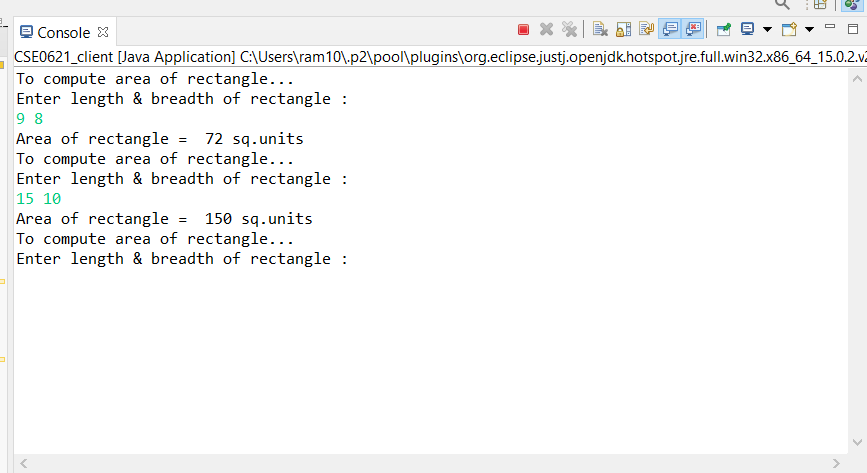 Console
CSE0621_client [Java Application] C:\Users\ram10\.p2\pool\plugins\org.eclipse.justj.openjdk.hotspot.jre.full.win32.x86_64_15.0.2.v2
To compute area of rectangle...
Enter length & breadth of rectangle :
9 8
Area of rectangle =  72 sq.units
To compute area of rectangle...
Enter length & breadth of rectangle :
15 10
Area of rectangle =  150 sq.units
To compute area of rectangle...
Enter length & breadth of rectangle :